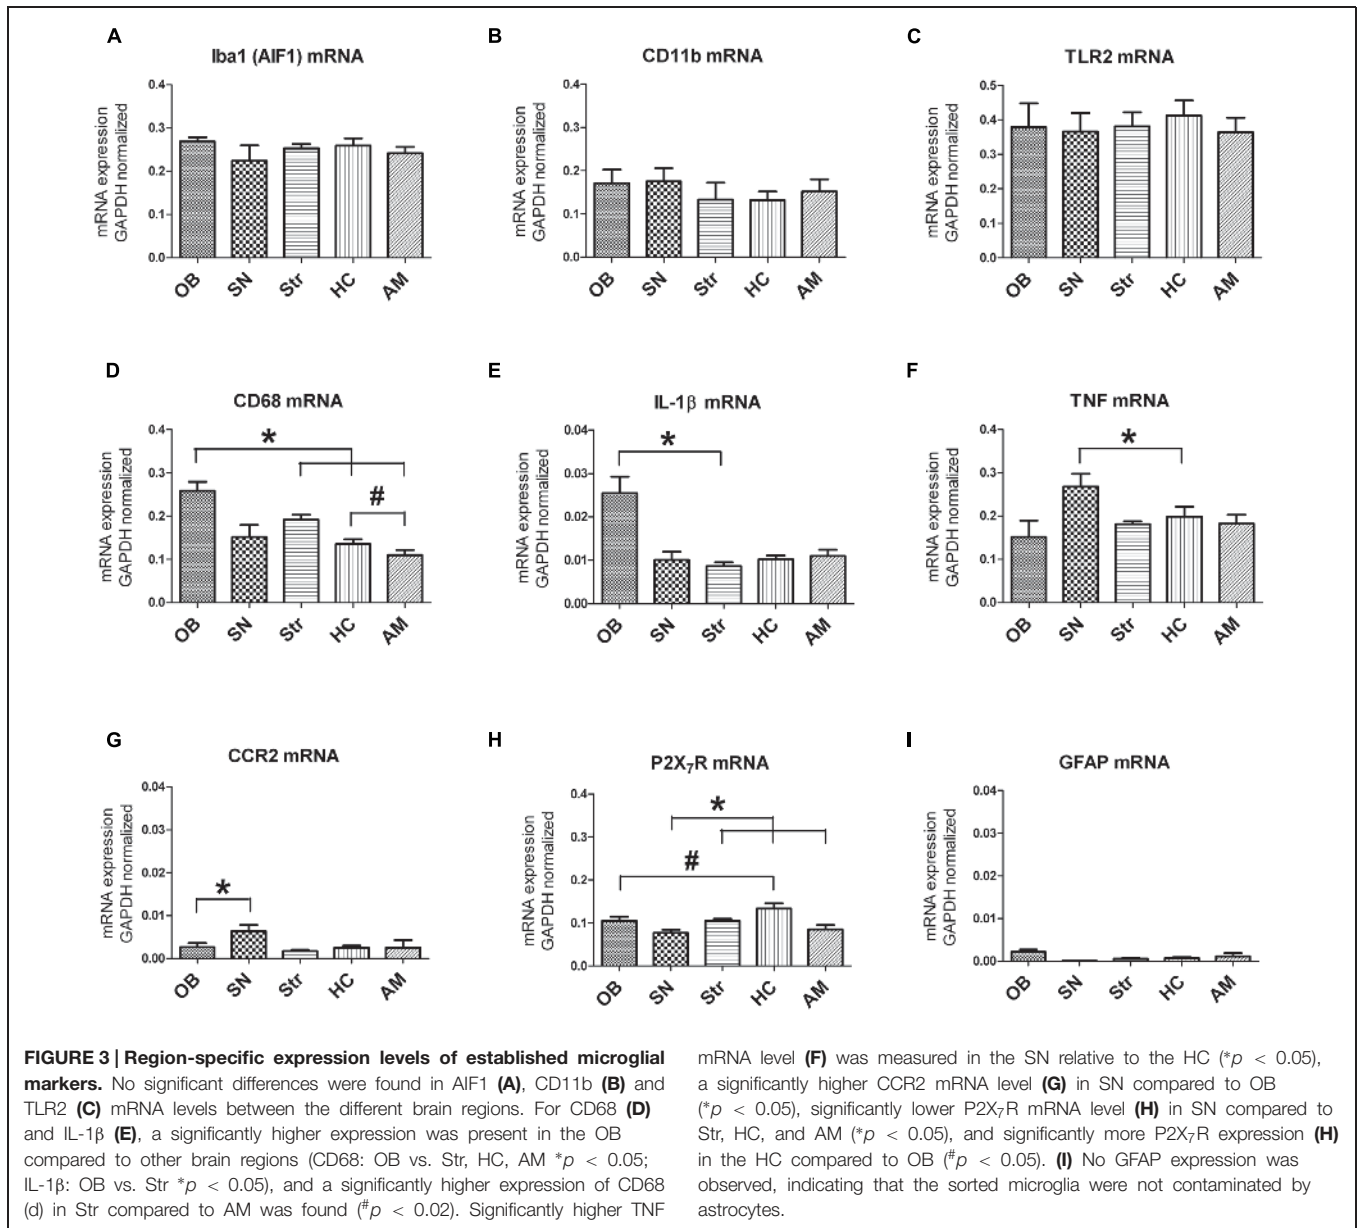 A
Iba1 (AIF1) mRNA
mRNA expression
GAPDH normalized
0.4
0.3
0.2
0.1
0.0
OB SN Str HC AM
B
CD11b mRNA
mRNA expression
GAPDH normalized
0.4
0.3
0.2
0.1
0.0
OB SN Str HC AM
C
TLR2 mRNA
mRNA expression
GAPDH normalized
0.5
0.4
0.3
0.2
0.1
0.0
OB SN Str HC AM
D
CD68 mRNA
mRNA expression
GAPDH normalized
0.4
0.3
0.2
0.1
0.0
*
#
OB SN Str HC AM
E
IL-1β mRNA
mRNA expression
GAPDH normalized
0.04
0.03
0.02
0.01
0.00
*
OB SN Str HC AM
F
TNF mRNA
mRNA expression
GAPDH normalized
0.4
0.3
0.2
0.1
0.0
*
OB SN Str HC AM
G
CCR2 mRNA
mRNA expression
GAPDH normalized
0.04
0.03
0.02
0.01
0.00
*
OB SN Str HC AM
H
P2X₇R mRNA
mRNA expression
GAPDH normalized
0.4
0.3
0.2
0.1
0.0
*
#
OB SN Str HC AM
I
GFAP mRNA
mRNA expression
GAPDH normalized
0.04
0.03
0.02
0.01
0.00
OB SN Str HC AM
FIGURE 3 | Region-specific expression levels of established microglial
markers. No significant differences were found in AIF1 (A), CD11b (B) and
TLR2 (C) mRNA levels between the different brain regions. For CD68 (D)
and IL-1β (E), a significantly higher expression was present in the OB
compared to other brain regions (CD68: OB vs. Str, HC, AM *p < 0.05;
IL-1β: OB vs. Str *p < 0.05), and a significantly higher expression of CD68
(d) in Str compared to AM was found (#p < 0.02). Significantly higher TNF
mRNA level (F) was measured in the SN relative to the HC (*p < 0.05),
a significantly higher CCR2 mRNA level (G) in SN compared to OB
(*p < 0.05), significantly lower P2X₇R mRNA level (H) in SN compared to
Str, HC, and AM (*p < 0.05), and significantly more P2X₇R expression (H)
in the HC compared to OB (#p < 0.05). (I) No GFAP expression was
observed, indicating that the sorted microglia were not contaminated by
astrocytes.